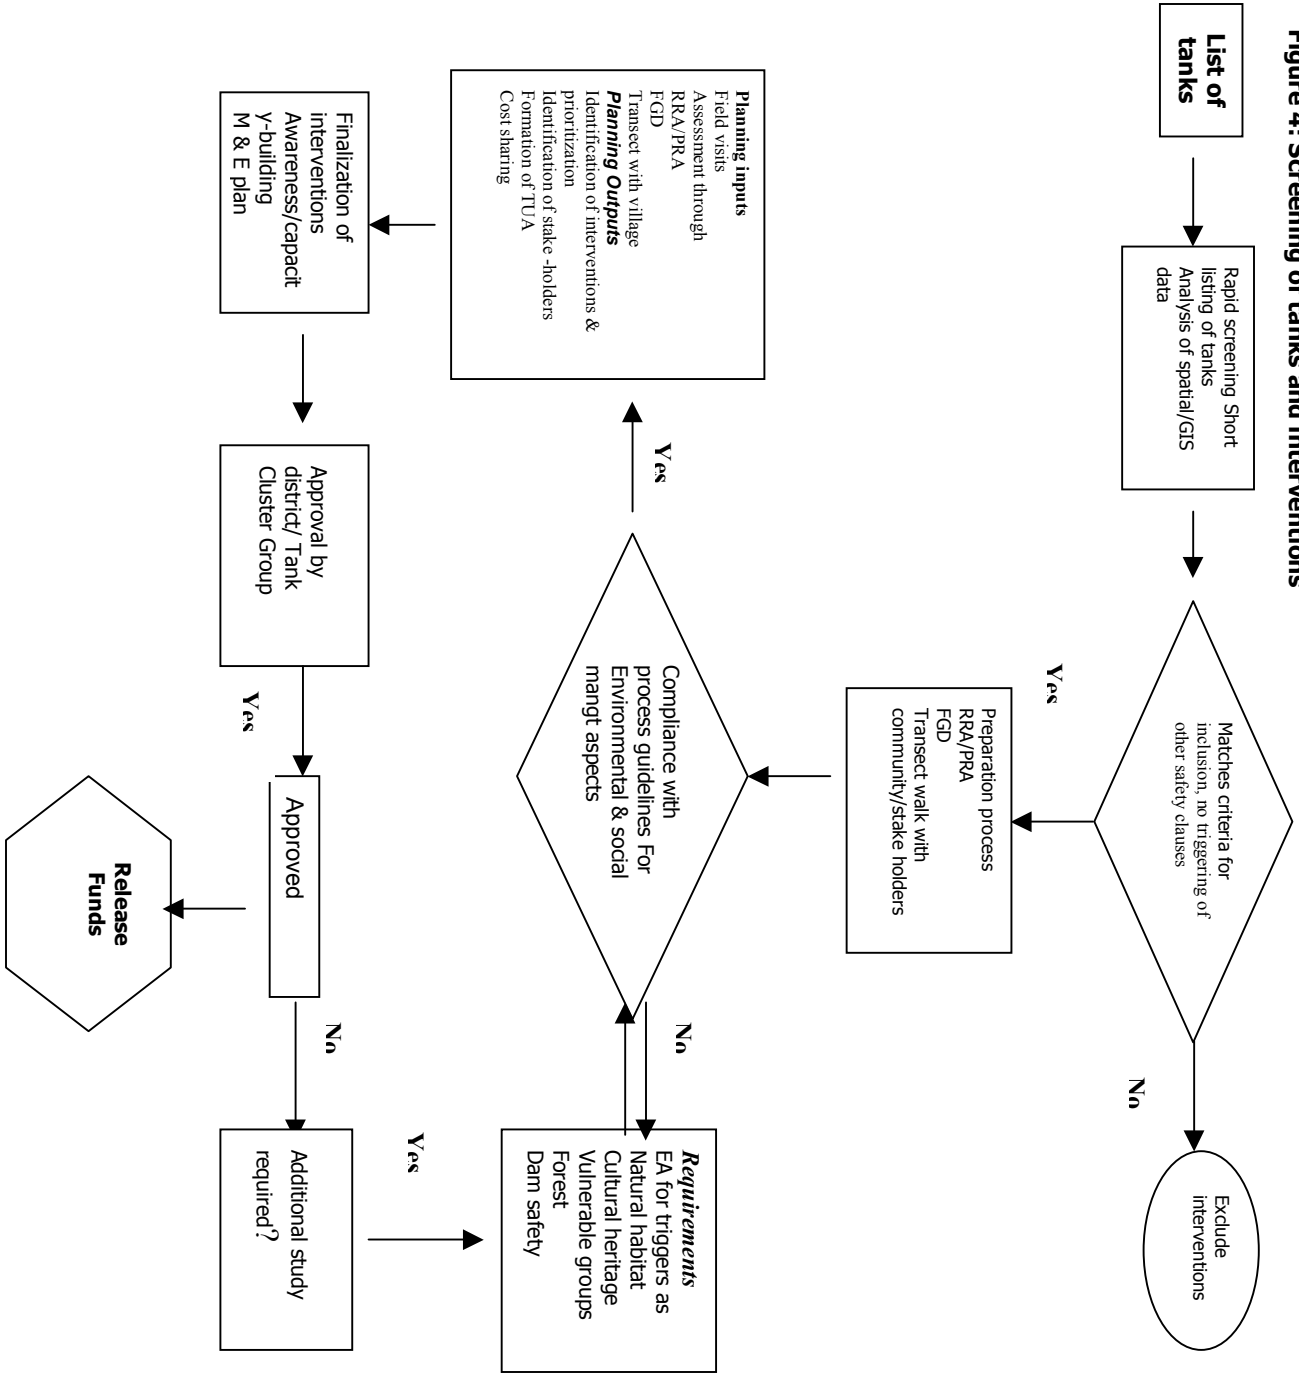 Figure 4: Screening of tanks and interventions
List of
tanks
Rapid screening Short
listing of tanks
Analysis of spatial/GIS
data
Matches criteria for
inclusion, no triggering of
other safety clauses
No
Exclude
interventions
Yes
Preparation process
RRA/PRA
FGD
Transect walk with
community/stake holders
Compliance with
process guidelines For
Environmental & social
mangt aspects
No
Requirements
EA for triggers as
Natural habitat
Cultural heritage
Vulnerable groups
Forest
Dam safety
Yes
Planning inputs
Field visits
Assessment through
RRA/PRA
FGD
Transect with village
Planning Outputs
Identification of interventions &
prioritization
Identification of stake -holders
Formation of TUA
Cost sharing
Finalization of
interventions
Awareness/capacit
y-building
M & E plan
Approval by
district/ Tank
Cluster Group
Yes
Approved
No
Additional study
required?
Yes
Release
Funds